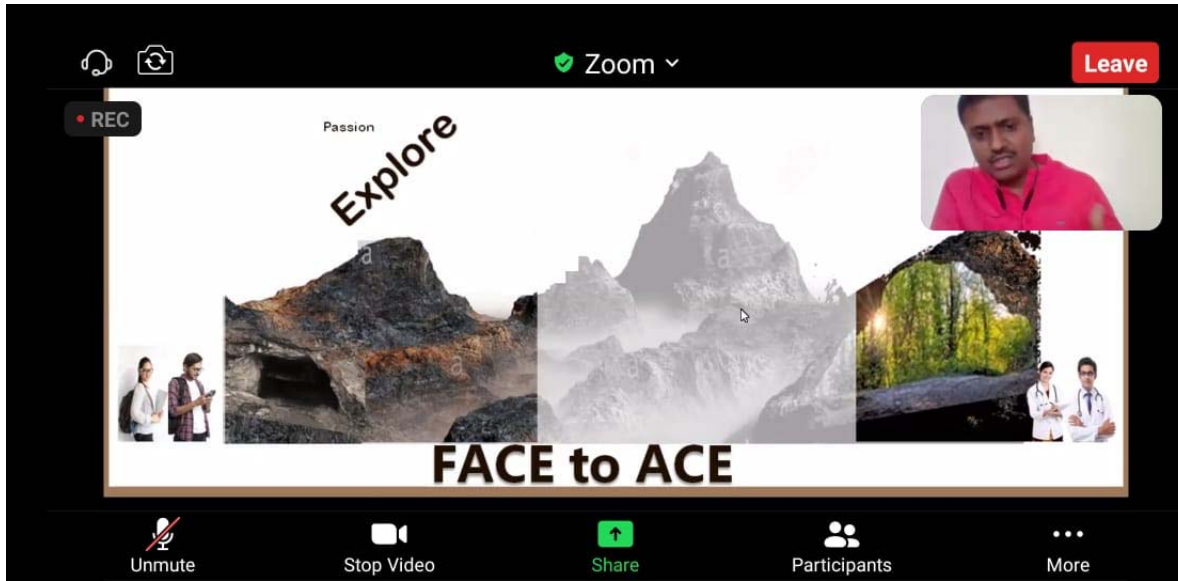 Zoom
Leave
REC
Passion
Explore
a
a
a
a
FACE to ACE
Unmute
Stop Video
Share
Participants
More